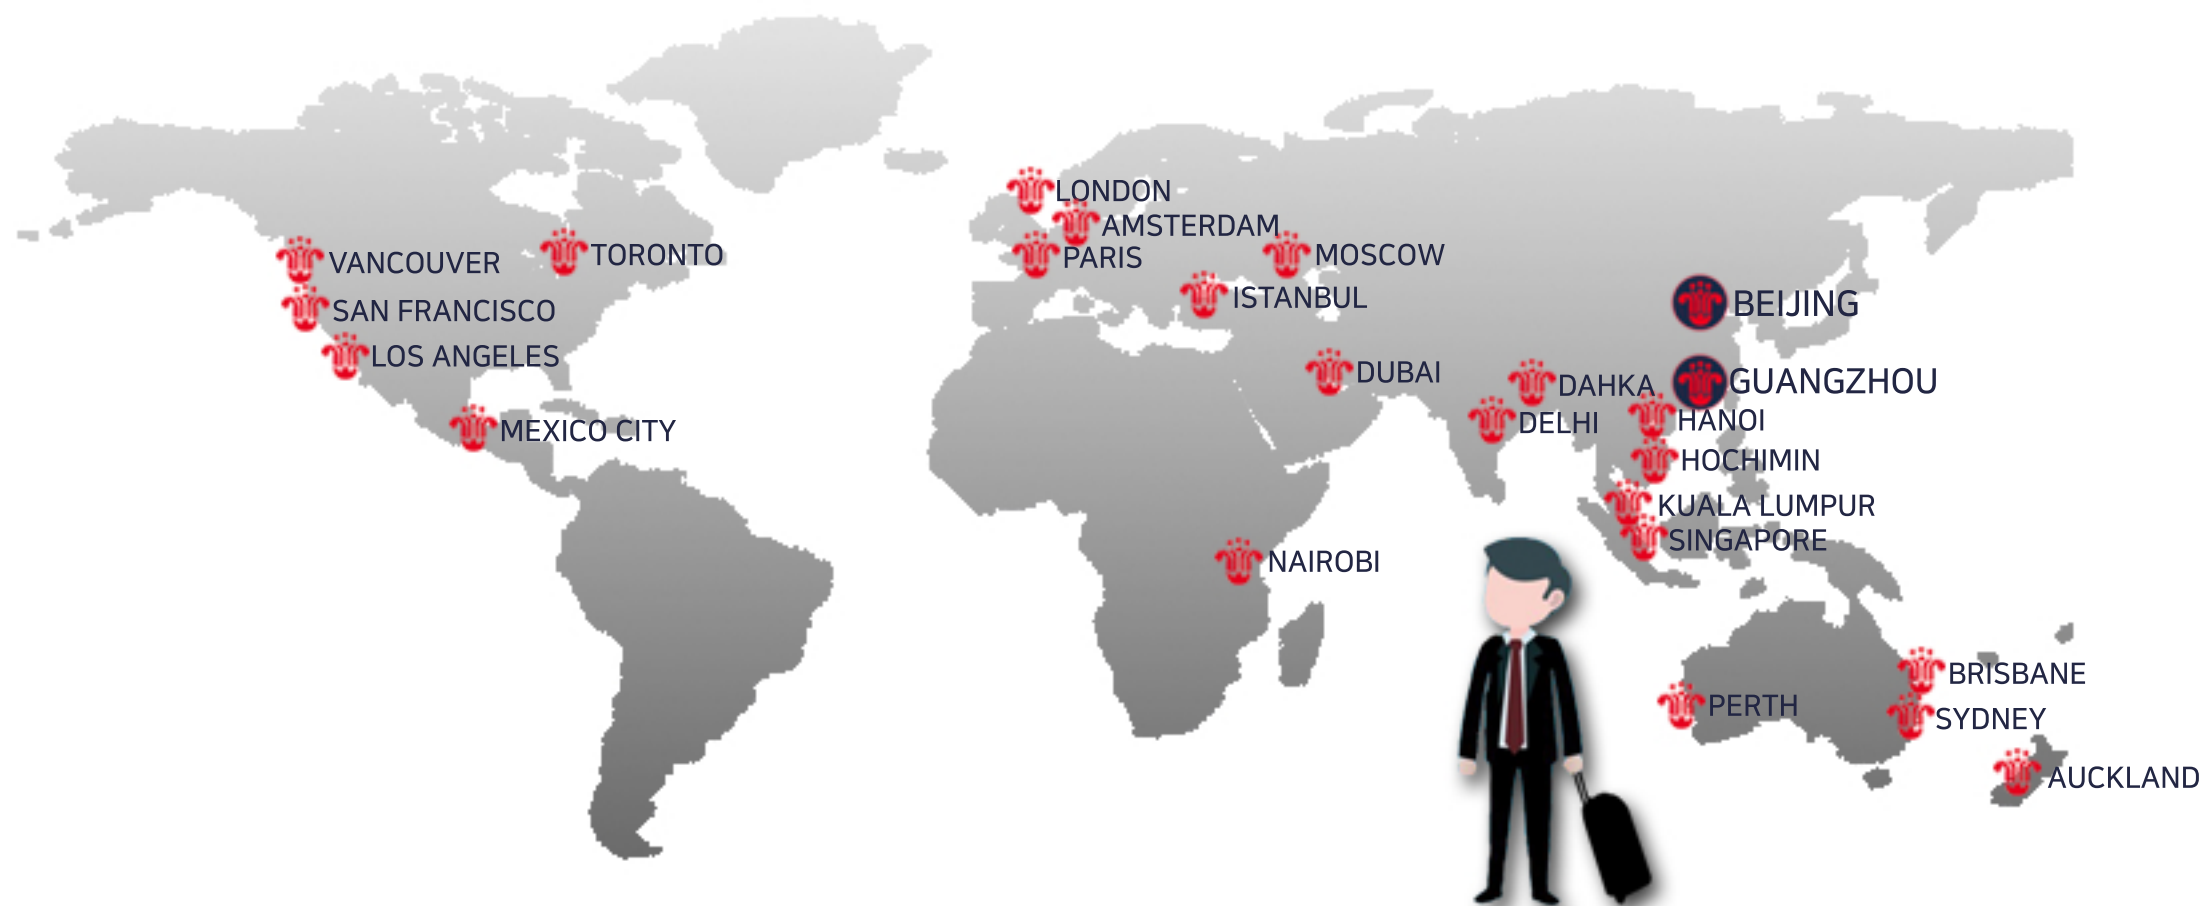 LONDON
AMSTERDAM
PARIS
MOSCOW
ISTANBUL
VANCOUVER
TORONTO
SAN FRANCISCO
LOS ANGELES
MEXICO CITY
BEIJING
GUANGZHOU
DUBAI
DAHKA
DELHI
HANOI
HOCHIMIN
KUALA LUMPUR
SINGAPORE
NAIROBI
BRISBANE
PERTH
SYDNEY
AUCKLAND